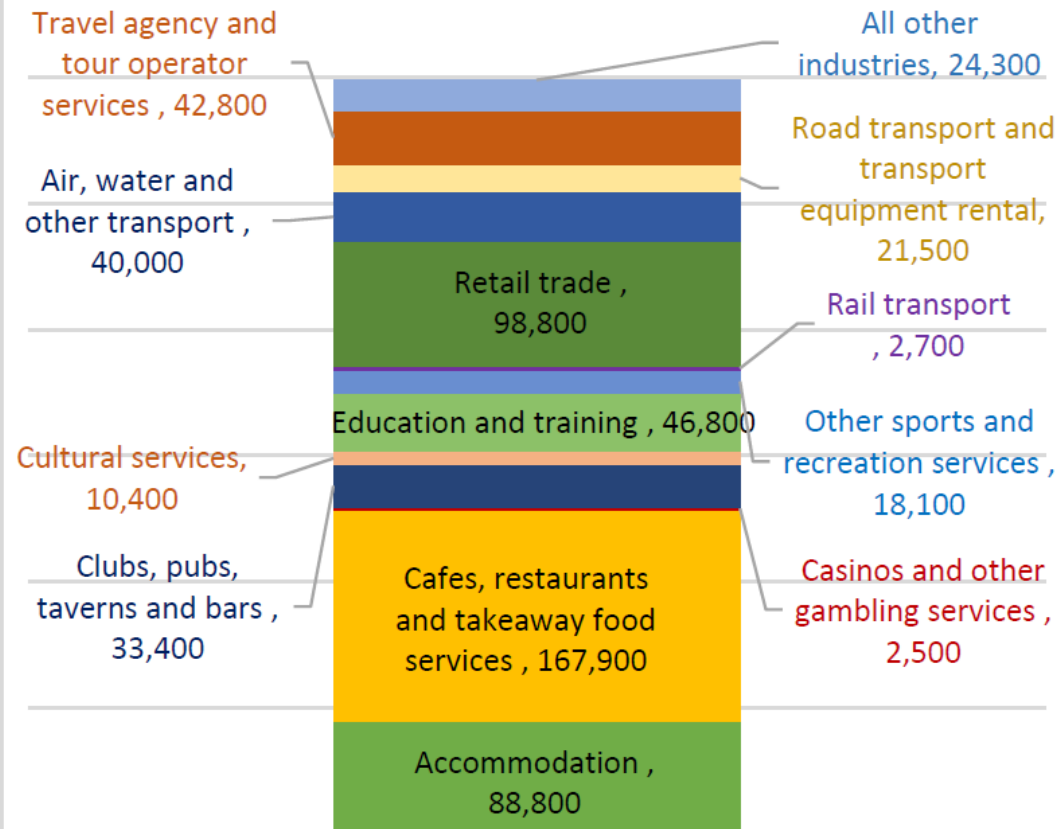 Travel agency and
tour operator
services , 42,800
All other
industries, 24,300
Road transport and
transport
equipment rental,
21,500
Air, water and
other transport ,
40,000
Retail trade ,
98,800
Rail transport
, 2,700
Education and training , 46,800
Other sports and
recreation services ,
18,100
Cultural services,
10,400
Clubs, pubs,
taverns and bars ,
33,400
Cafes, restaurants
and takeaway food
services , 167,900
Casinos and other
gambling services ,
2,500
Accommodation ,
88,800